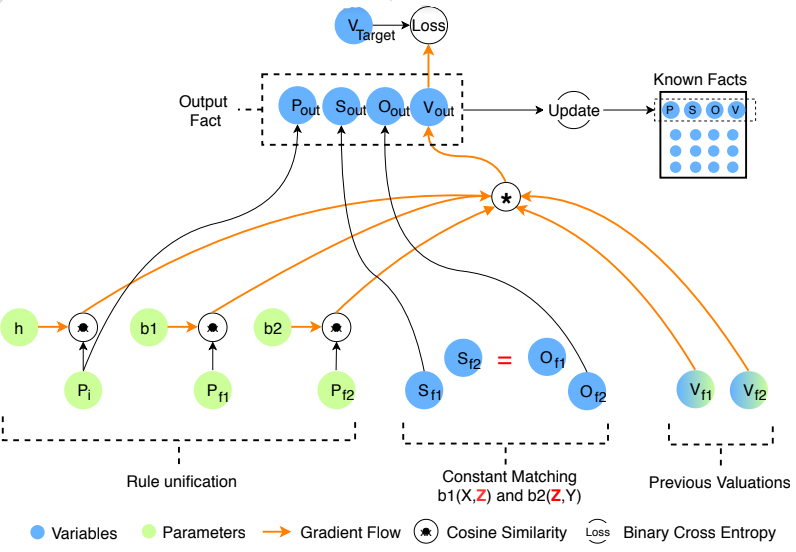 V Target
Loss
Output
Fact
P out
S out
O out
V out
Update
Known Facts
P S O V
*
h
b1
b2
P i
P f1
P f2
S f1
S f2
=
O f1
O f2
V f1
V f2
Rule unification
Constant Matching
b1(X,Z) and b2(Z,Y)
Previous Valuations
Variables
Parameters
Gradient Flow
Cosine Similarity
Loss
Binary Cross Entropy